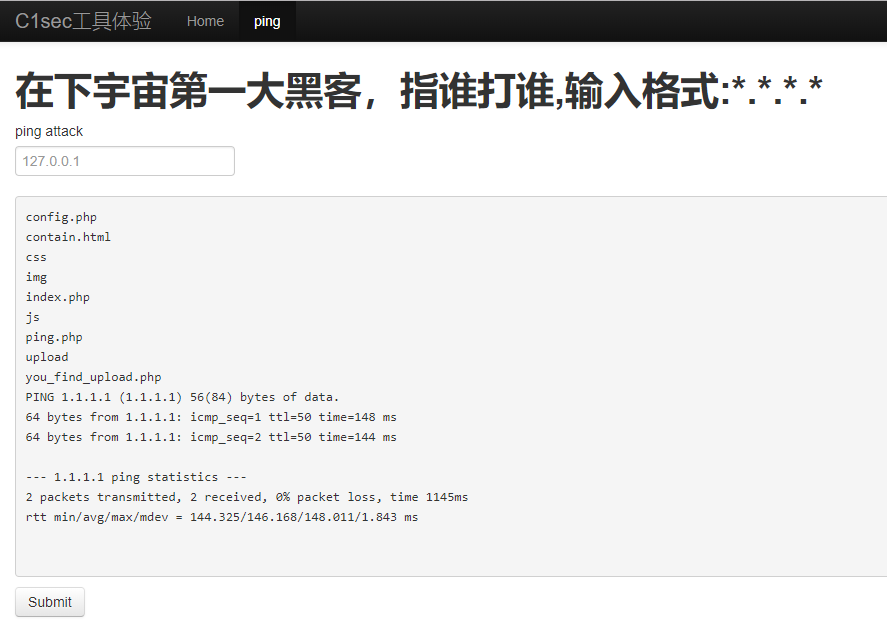 C1sec工具体验 Home ping
在下宇宙第一大黑客，指谁打谁,输入格式:*.*.*.*
ping attack
127.0.0.1
config.php
contain.html
css
img
index.php
js
ping.php
upload
you_find_upload.php
PING 1.1.1.1 (1.1.1.1) 56(84) bytes of data.
64 bytes from 1.1.1.1: icmp_seq=1 ttl=50 time=148 ms
64 bytes from 1.1.1.1: icmp_seq=2 ttl=50 time=144 ms
--- 1.1.1.1 ping statistics ---
2 packets transmitted, 2 received, 0% packet loss, time 1145ms
rtt min/avg/max/mdev = 144.325/146.168/148.011/1.843 ms
Submit